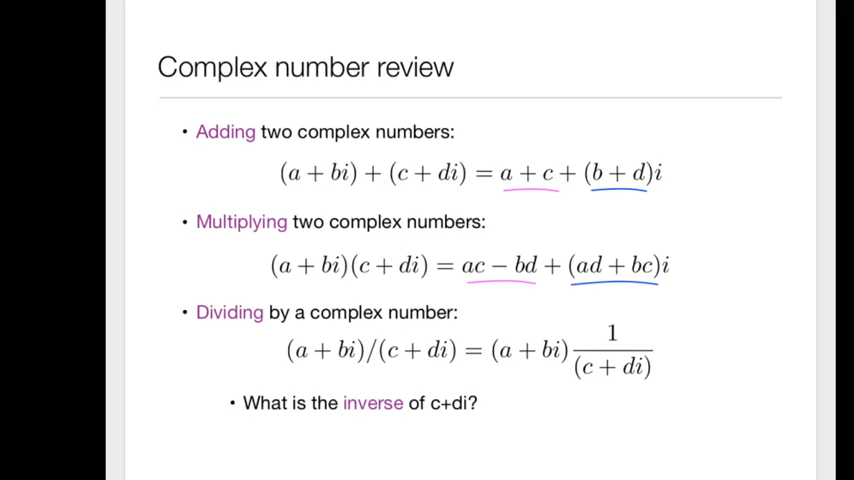 Complex number review
• Adding two complex numbers:
(a + bi) + (c + di) = a + c + (b + d)i
• Multiplying two complex numbers:
(a + bi)(c + di) = ac − bd + (ad + bc)i
• Dividing by a complex number:
(a + bi)/(c + di) = (a + bi) 1/(c + di)
• What is the inverse of c+di?